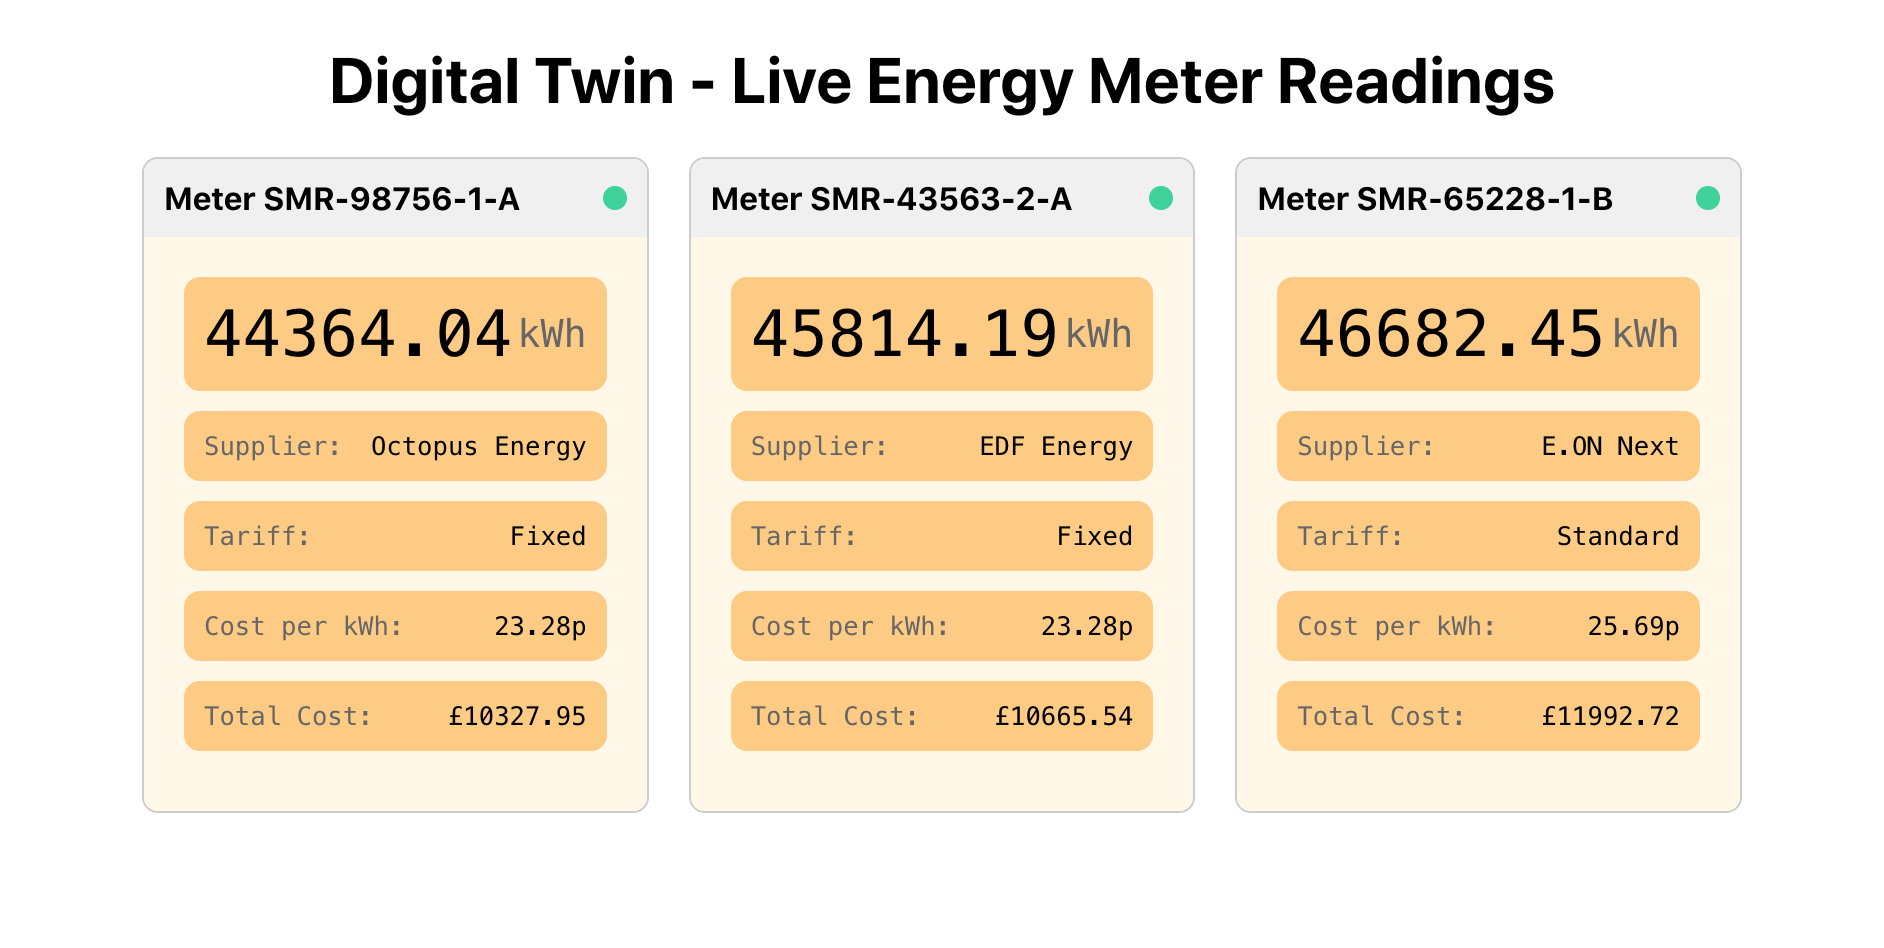 Digital Twin - Live Energy Meter Readings
Meter SMR-98756-1-A
44364.04 kWh
Supplier: Octopus Energy
Tariff: Fixed
Cost per kWh: 23.28p
Total Cost: £10327.95
Meter SMR-43563-2-A
45814.19 kWh
Supplier: EDF Energy
Tariff: Fixed
Cost per kWh: 23.28p
Total Cost: £10665.54
Meter SMR-65228-1-B
46682.45 kWh
Supplier: E.ON Next
Tariff: Standard
Cost per kWh: 25.69p
Total Cost: £11992.72